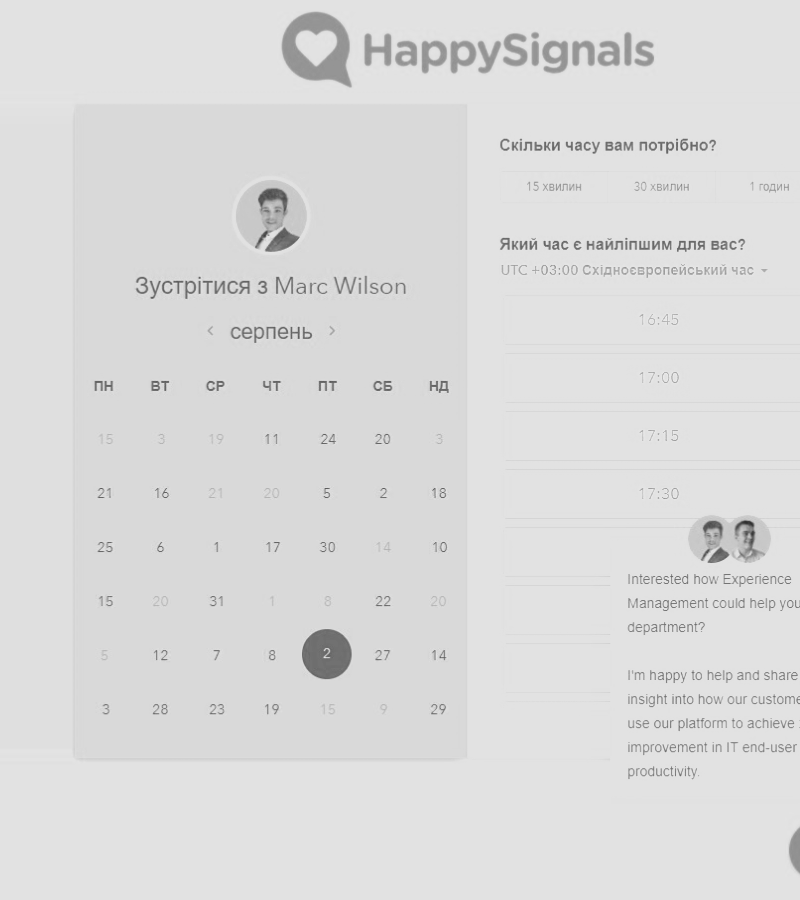 HappySignals
Зустрітися з Marc Wilson
серпень
ПН ВТ СР ЧТ ПТ СБ НД
15 3 19 11 24 20 3
21 16 21 20 5 2 18
25 6 1 17 30 14 10
15 20 31 1 8 22 20
5 12 7 8 2 27 14
3 28 23 19 15 9 29
Скільки часу вам потрібно?
15 хвилин 30 хвилин 1 годин
Який час є найліпшим для вас?
UTC +03:00 Східноєвропейський час
16:45
17:00
17:15
17:30
Interested how Experience
Management could help you
department?
I'm happy to help and share
insight into how our custome
use our platform to achieve
improvement in IT end-user
productivity.